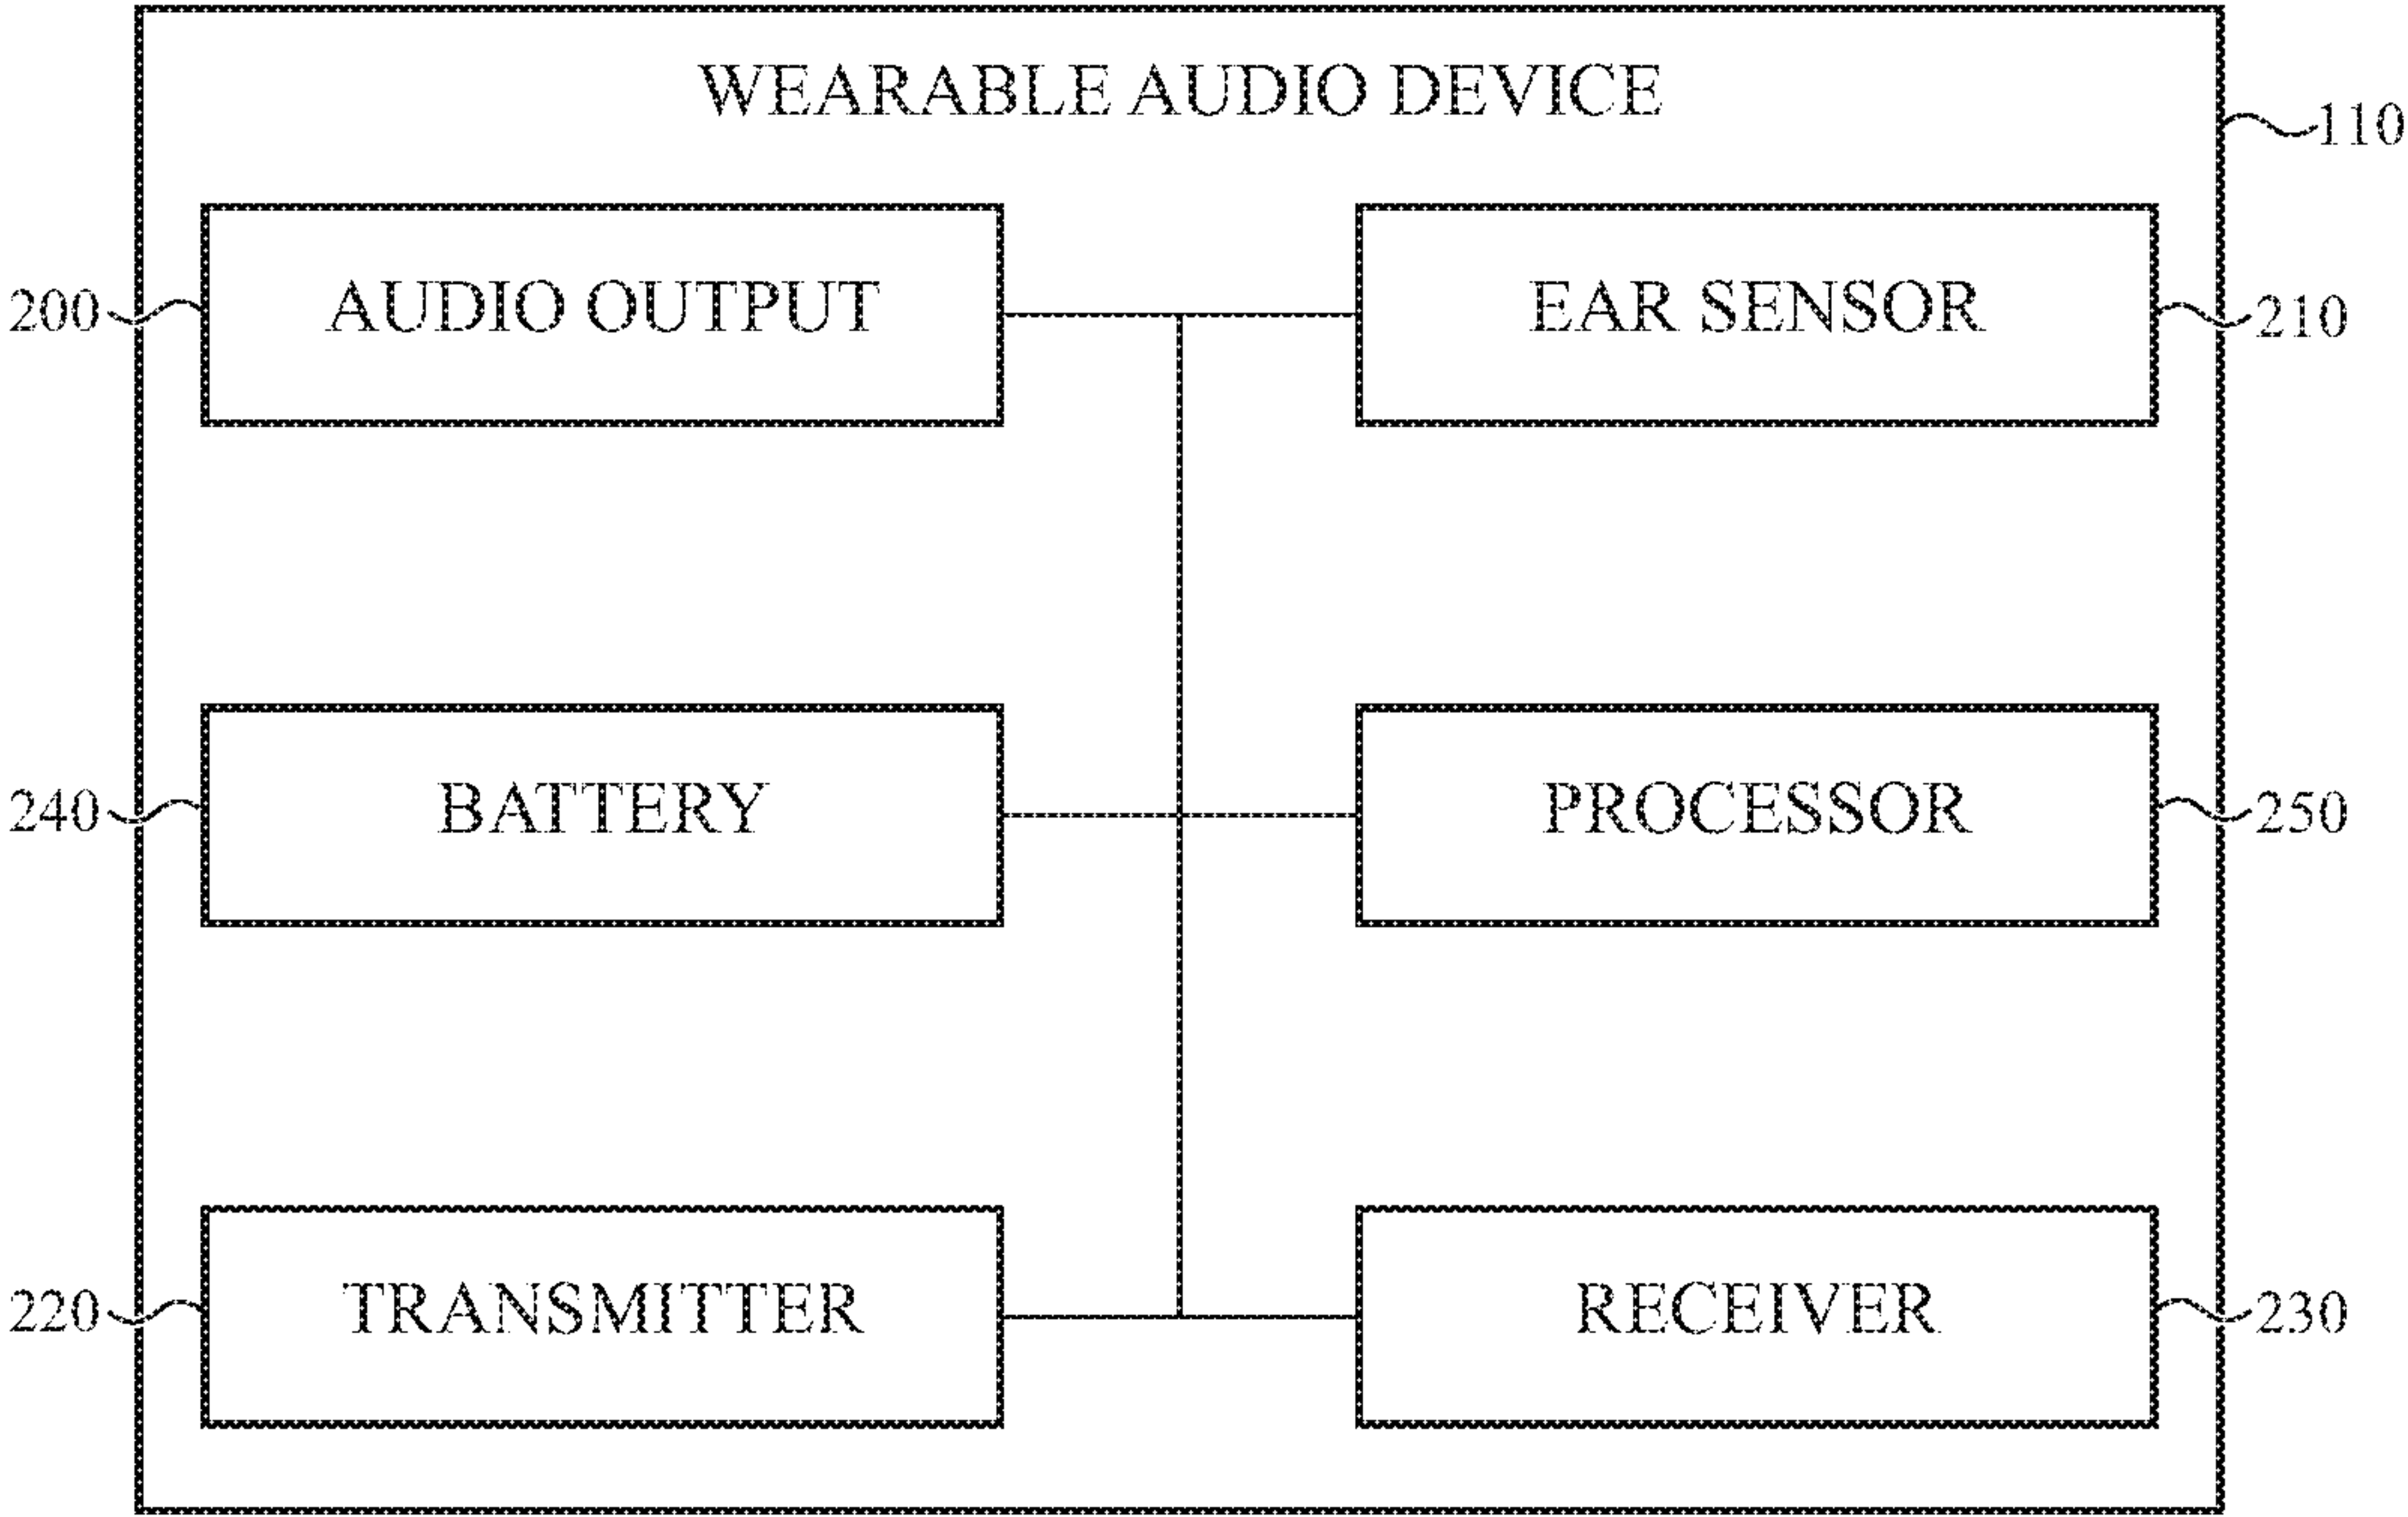 WEARABLE AUDIO DEVICE
110
200 AUDIO OUTPUT
EAR SENSOR 210
240 BATTERY
PROCESSOR 250
220 TRANSMITTER
RECEIVER 230